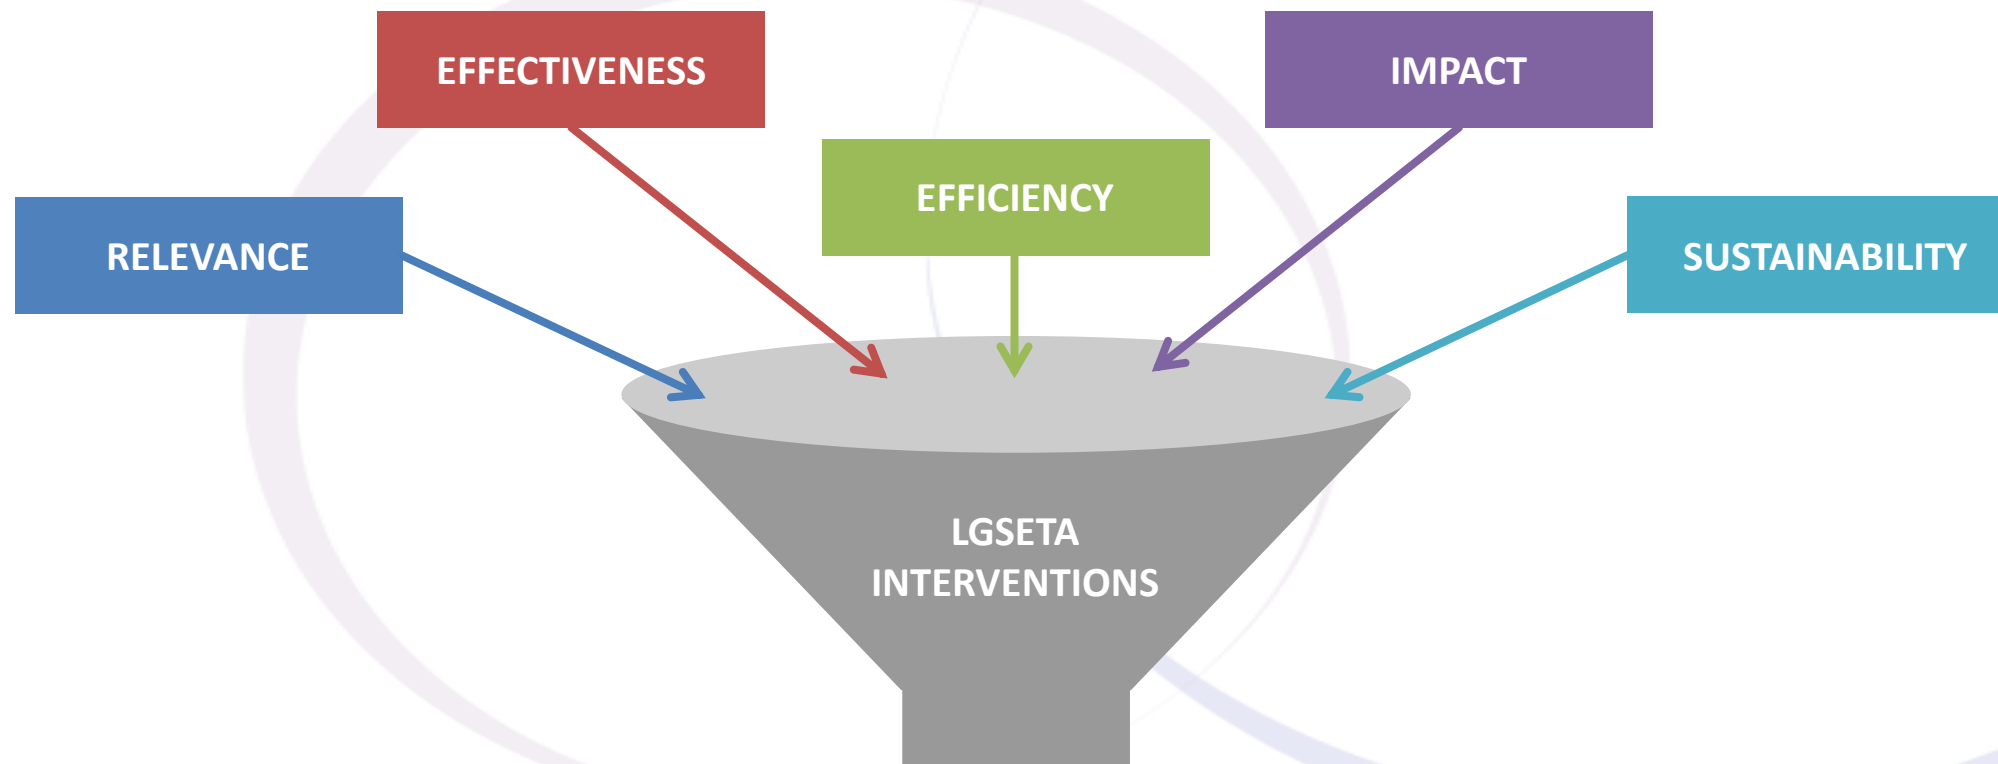 EFFECTIVENESS
IMPACT
EFFICIENCY
RELEVANCE
SUSTAINABILITY
LGSETA
INTERVENTIONS